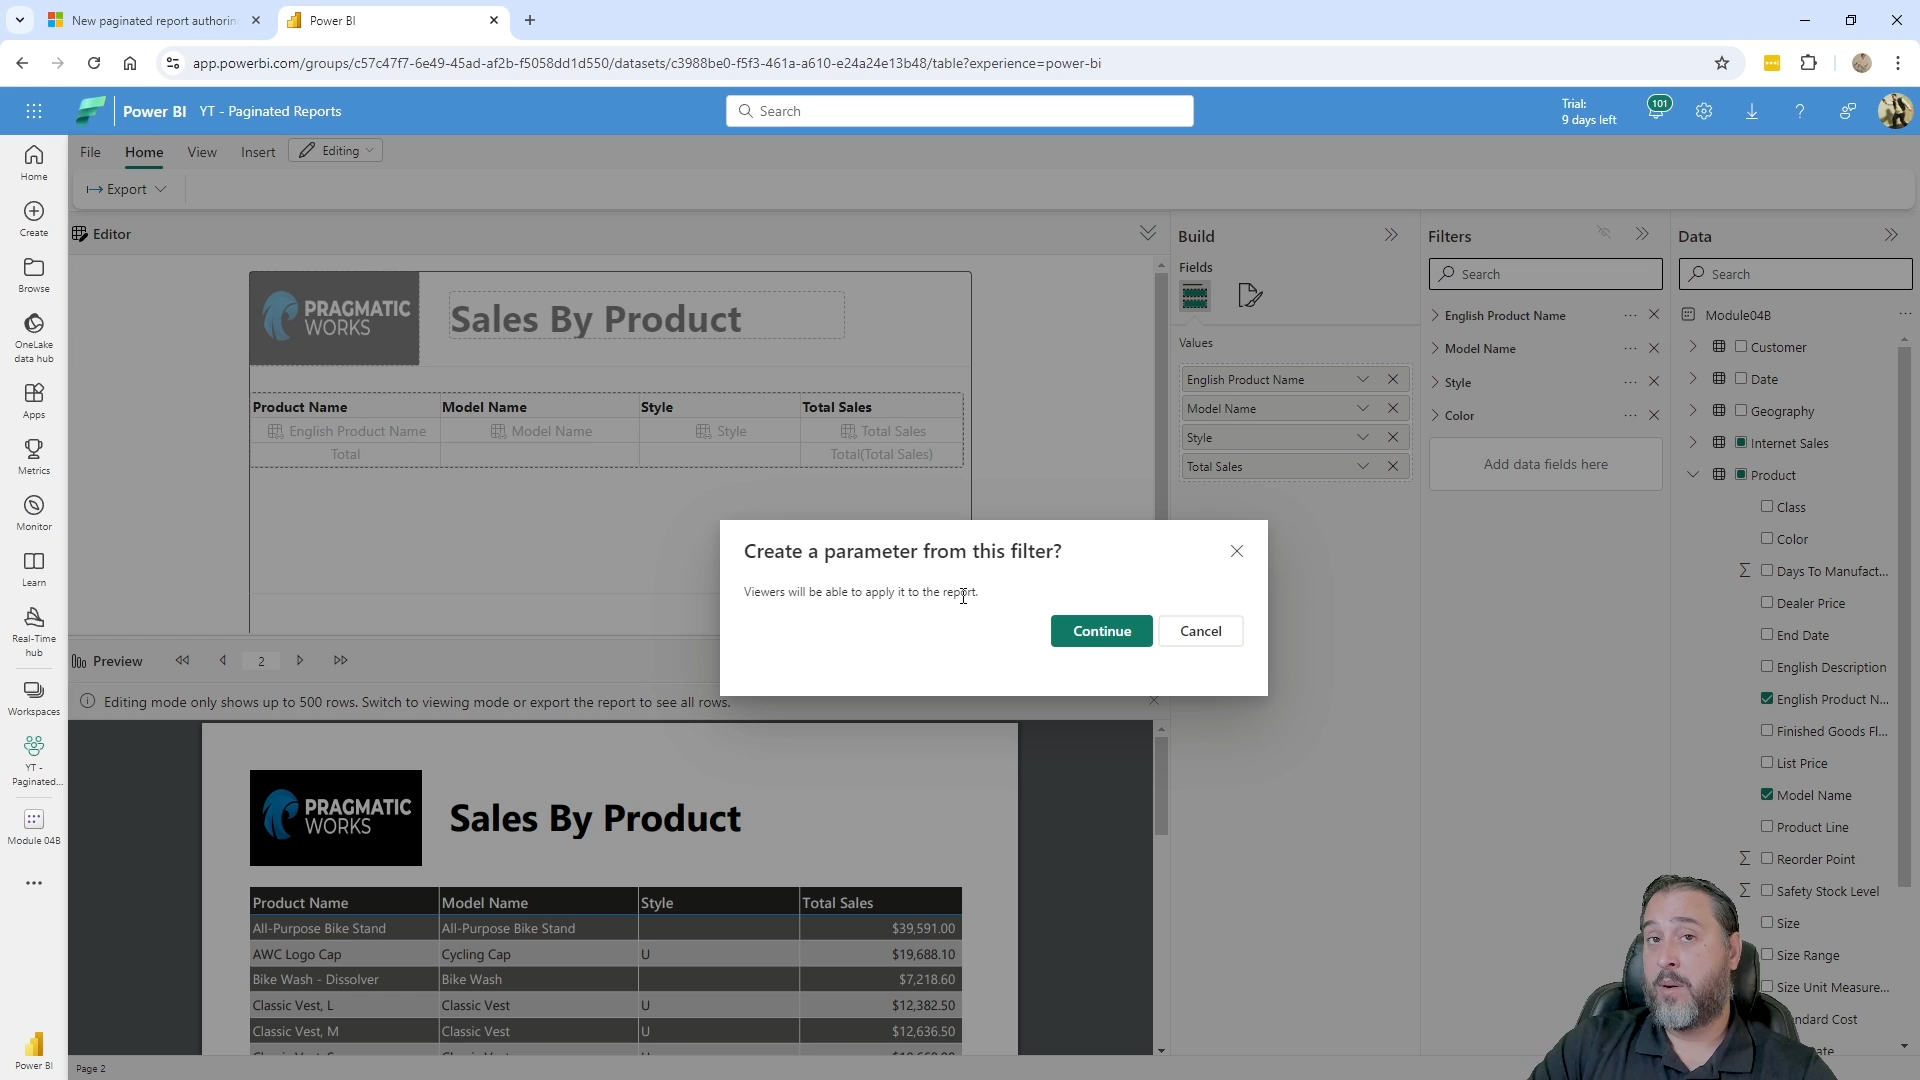 New paginated report authorin
Power BI
app.powerbi.com/groups/c57c47f7-6e49-45ad-af2b-f5058dd1d550/datasets/c3988be0-f5f3-461a-a610-e24a24e13b48/table?experience=power-bi
Power BI YT - Paginated Reports
Search
Trial:
9 days left
101
File Home View Insert Editing
Export
Home
Create
Browse
OneLake
data hub
Apps
Metrics
Monitor
Learn
Real-Time
hub
Workspaces
YT -
Paginated...
Module 04B
Power BI
Editor
PRAGMATIC
WORKS
Sales By Product
Product Name Model Name Style Total Sales
English Product Name Model Name Style Total Sales
Total Total(Total Sales)
Build
Fields
Values
English Product Name
Model Name
Style
Total Sales
Filters
Search
English Product Name
Model Name
Style
Color
Add data fields here
Data
Search
Module04B
Customer
Date
Geography
Internet Sales
Product
Class
Color
Days To Manufact...
Dealer Price
End Date
English Description
English Product N...
Finished Goods Fl...
List Price
Model Name
Product Line
Reorder Point
Safety Stock Level
Size
Size Range
Size Unit Measure...
ndard Cost
Create a parameter from this filter?
Viewers will be able to apply it to the report.
Continue Cancel
Preview 2
Editing mode only shows up to 500 rows. Switch to viewing mode or export the report to see all rows.
PRAGMATIC
WORKS
Sales By Product
Product Name Model Name Style Total Sales
All-Purpose Bike Stand All-Purpose Bike Stand $39,591.00
AWC Logo Cap Cycling Cap U $19,688.10
Bike Wash - Dissolver Bike Wash $7,218.60
Classic Vest, L Classic Vest U $12,382.50
Classic Vest, M Classic Vest U $12,636.50
Page 2